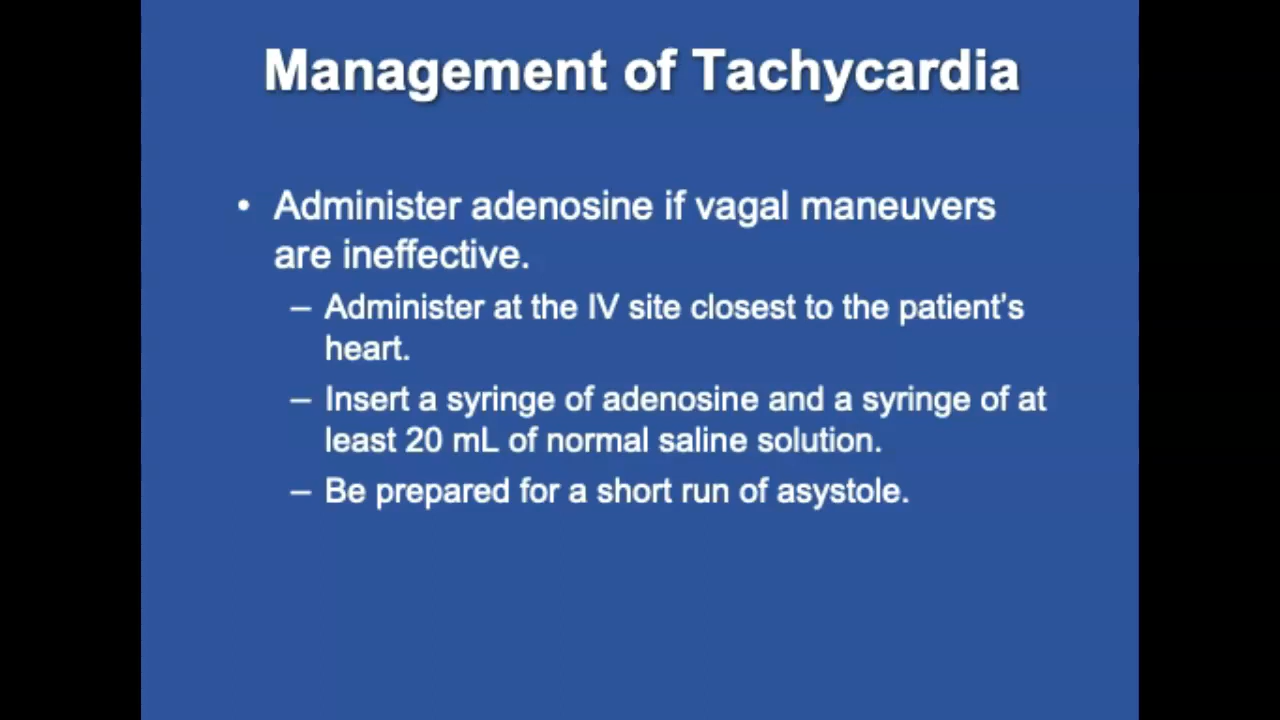 Management of Tachycardia
• Administer adenosine if vagal maneuvers
are ineffective.
– Administer at the IV site closest to the patient’s
heart.
– Insert a syringe of adenosine and a syringe of at
least 20 mL of normal saline solution.
– Be prepared for a short run of asystole.